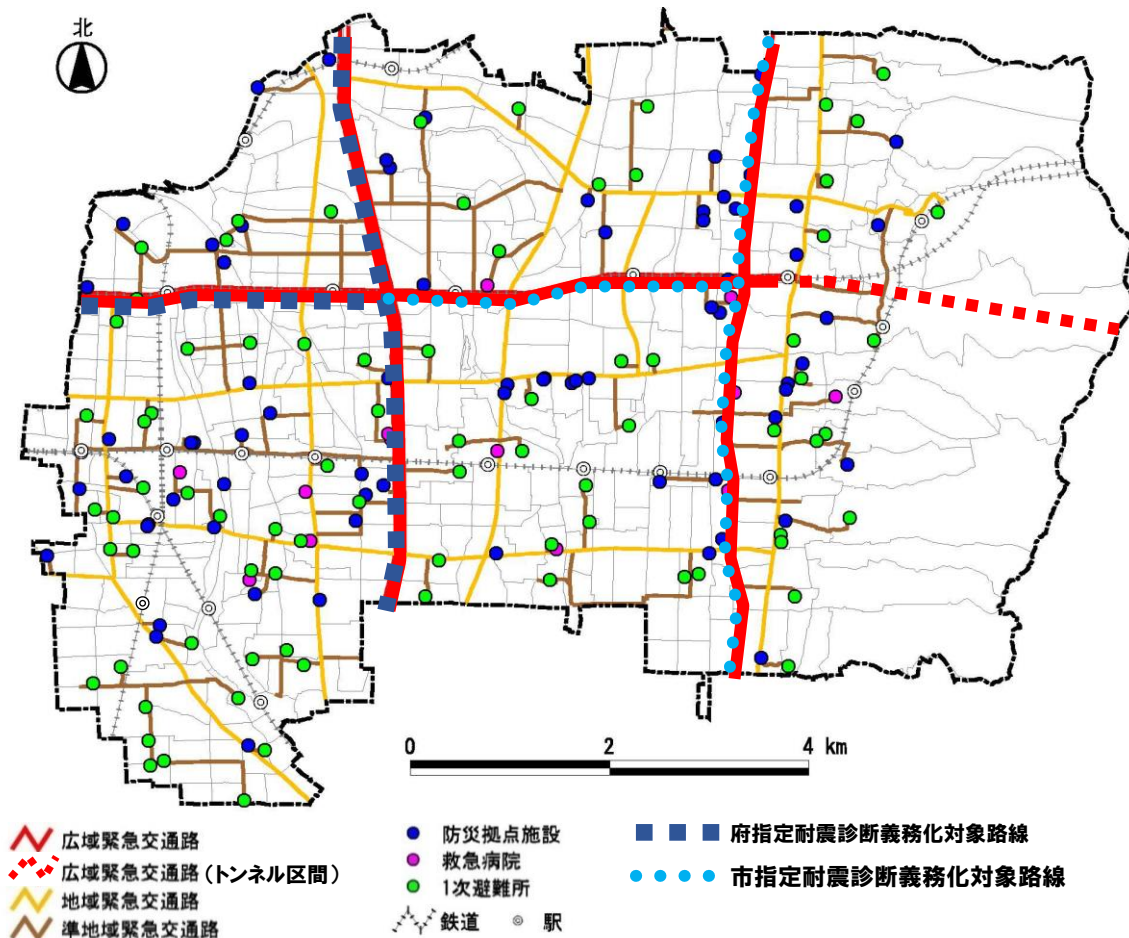 北
0 2 4 km
広域緊急交通路
広域緊急交通路(トンネル区間)
地域緊急交通路
準地域緊急交通路
防災拠点施設
救急病院
1次避難所
鉄道 駅
府指定耐震診断義務化対象路線
市指定耐震診断義務化対象路線